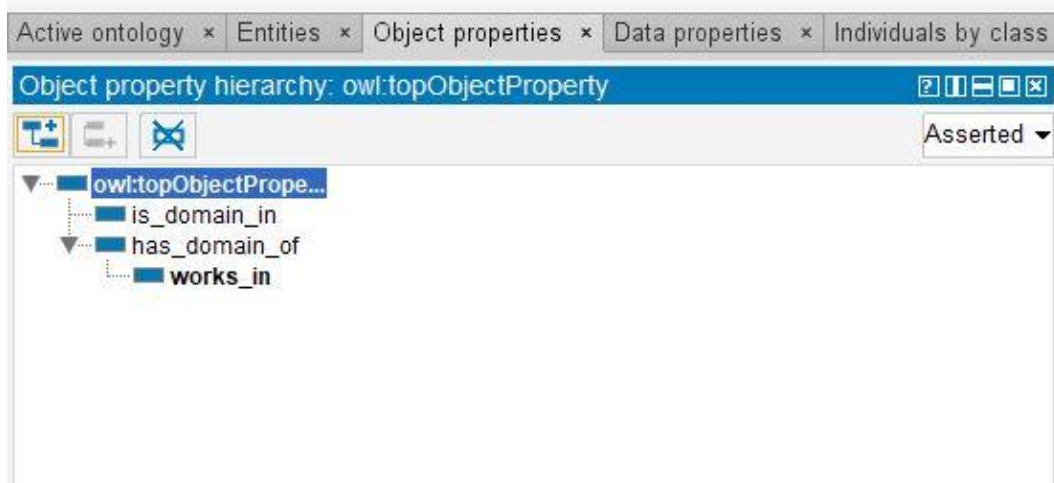 Active ontology × Entities × Object properties × Data properties × Individuals by class
Object property hierarchy: owl:topObjectProperty
Asserted
owl:topObjectPrope...
is_domain_in
has_domain_of
works_in